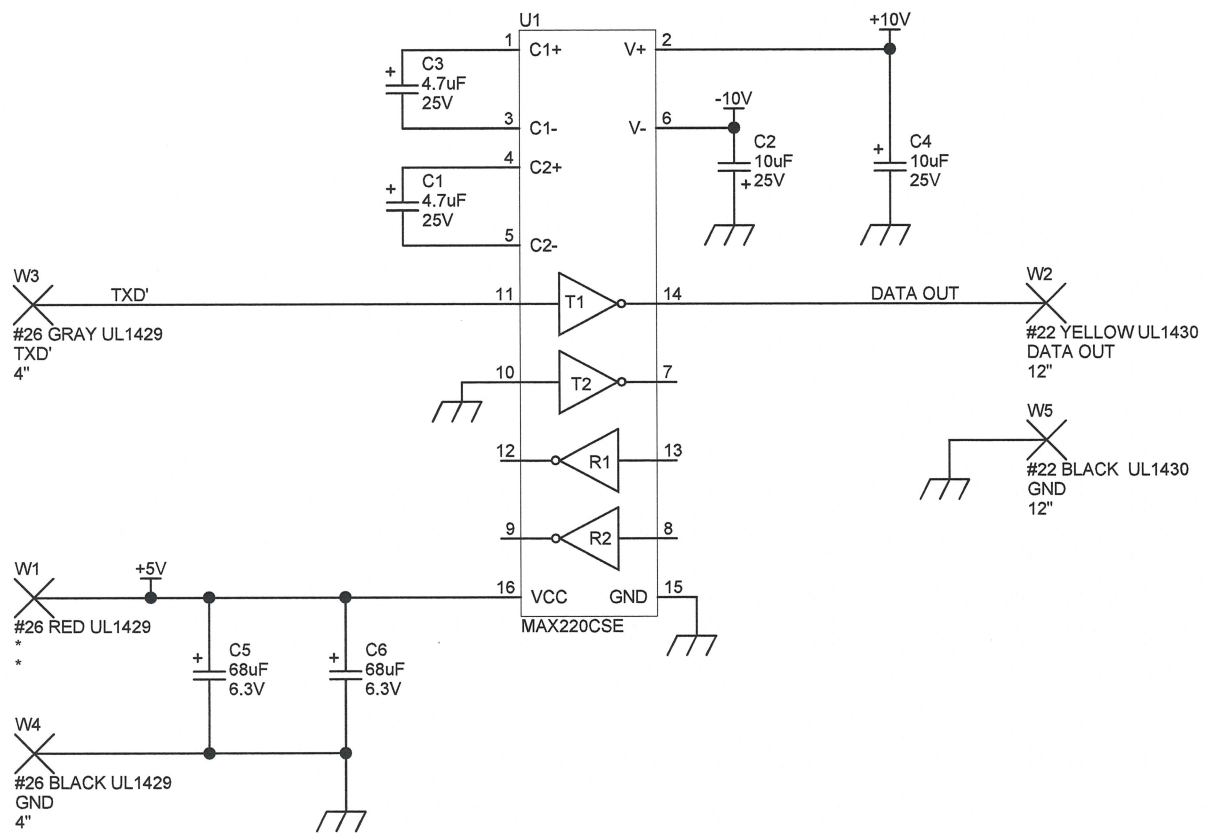 U1
1
C1+
V+
2
+10V
+
C3
4.7uF
25V
-10V
3
C1-
V-
6
4
C2+
+
C1
4.7uF
25V
C2
10uF
25V
+
+
C4
10uF
25V
5
C2-
W3
TXD'
11
T1
14
DATA OUT
W2
#26 GRAY UL1429
TXD'
4"
#22 YELLOW UL1430
DATA OUT
12"
10
T2
7
W5
12
R1
13
#22 BLACK UL1430
GND
12"
9
R2
8
W1
+5V
16
VCC
GND
15
#26 RED UL1429
*
*
MAX220CSE
+
C5
68uF
6.3V
+
C6
68uF
6.3V
W4
#26 BLACK UL1429
GND
4"